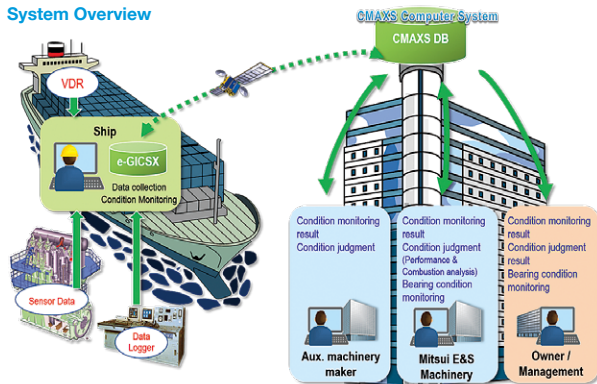 System Overview
CMAXS Computer System
CMAXS DB
VDR
Ship
e-GICSX
Data collection
Condition Monitoring
Sensor Data
Data
Logger
Condition monitoring
result
Condition judgment
Aux. machinery
maker
Condition monitoring
result
Condition judgment
(Performance &
Combustion analysis)
Bearing condition
monitoring
Mitsui E&S
Machinery
Condition monitoring
result
Condition judgment
result
Bearing condition
monitoring
Owner /
Management